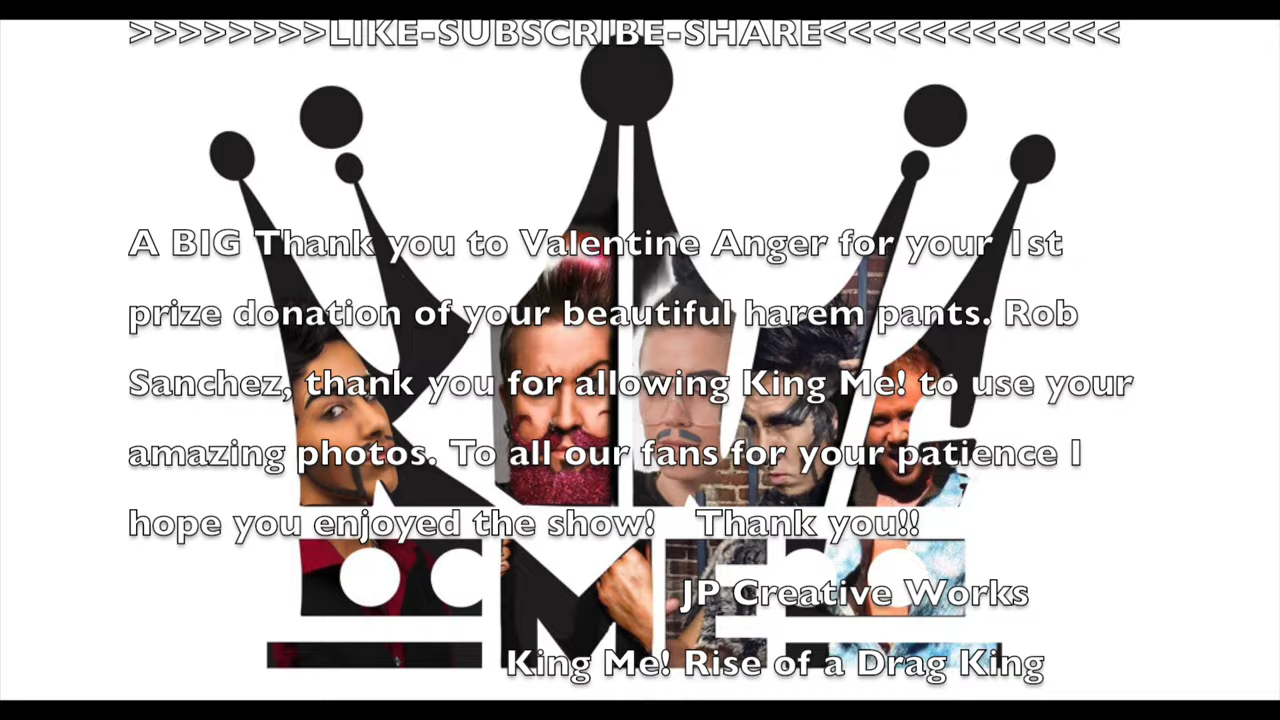 >>>>>>>>LIKE-SUBSCRIBE-SHARE<<<<<<<<<<<<
A BIG Thank you to Valentine Anger for your 1st
prize donation of your beautiful harem pants. Rob
Sanchez, thank you for allowing King Me! to use your
amazing photos. To all our fans for your patience I
hope you enjoyed the show! Thank you!!
JP Creative Works
King Me! Rise of a Drag King
KING
ME